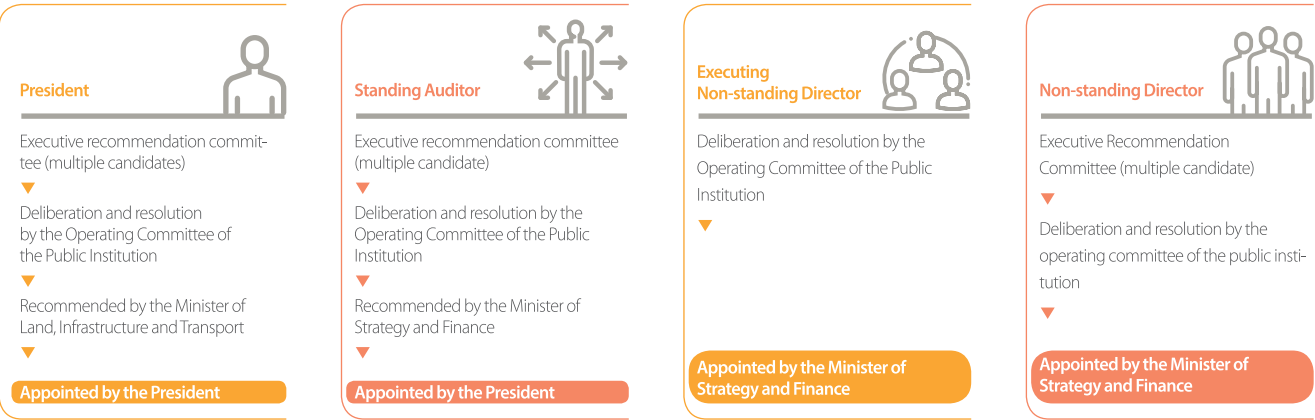 President
Executive recommendation commit-
tee (multiple candidates)
Deliberation and resolution
by the Operating Committee of
the Public Institution
Recommended by the Minister of
Land, Infrastructure and Transport
Appointed by the President
Standing Auditor
Executive recommendation committee
(multiple candidate)
Deliberation and resolution by the
Operating Committee of the Public
Institution
Recommended by the Minister of
Strategy and Finance
Appointed by the President
Executing
Non-standing Director
Deliberation and resolution by the
Operating Committee of the Public
Institution
Appointed by the Minister of
Strategy and Finance
Non-standing Director
Executive Recommendation
Committee (multiple candidate)
Deliberation and resolution by the
operating committee of the public insti-
tution
Appointed by the Minister of
Strategy and Finance